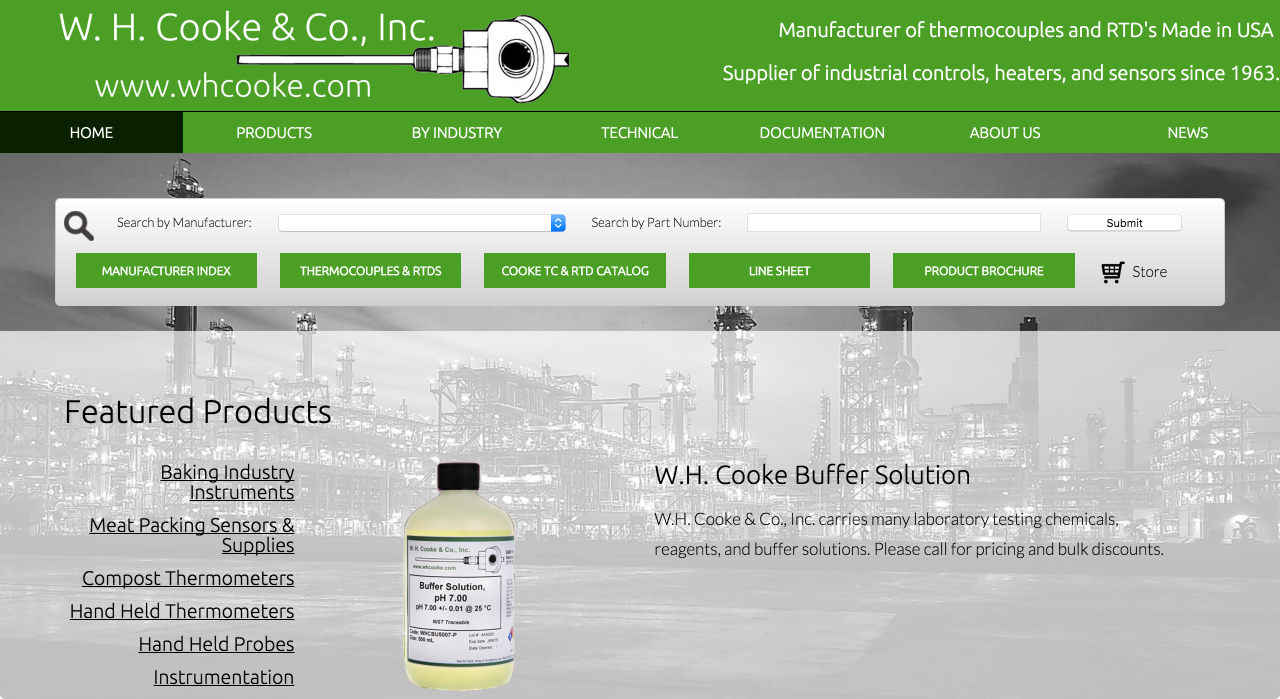 W. H. Cooke & Co., Inc.
www.whcooke.com
Manufacturer of thermocouples and RTD's Made in USA
Supplier of industrial controls, heaters, and sensors since 1963.
HOME
PRODUCTS
BY INDUSTRY
TECHNICAL
DOCUMENTATION
ABOUT US
NEWS
Search by Manufacturer:
Search by Part Number:
Submit
MANUFACTURER INDEX
THERMOCOUPLES & RTDS
COOKE TC & RTD CATALOG
LINE SHEET
PRODUCT BROCHURE
Store
Featured Products
Baking Industry
Instruments
Meat Packing Sensors &
Supplies
Compost Thermometers
Hand Held Thermometers
Hand Held Probes
Instrumentation
W. H. Cooke & Co., Inc.
www.whcooke.com
Buffer Solution,
pH 7.00
pH 7.00 +/- 0.01 @ 25 °C
NIST Traceable
Code: WHCBU5007-P
Size: 500 mL
Lot #
Exp date
Date Opened
W.H. Cooke Buffer Solution
W.H. Cooke & Co., Inc. carries many laboratory testing chemicals,
reagents, and buffer solutions. Please call for pricing and bulk discounts.